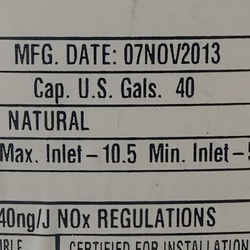 MFG. DATE: 07NOV2013
Cap. U.S. Gals. 40
NATURAL
Max. Inlet - 10.5 Min. Inlet -
40ng/J NOx REGULATIONS
CERTIFIED FOR INSTALLATION